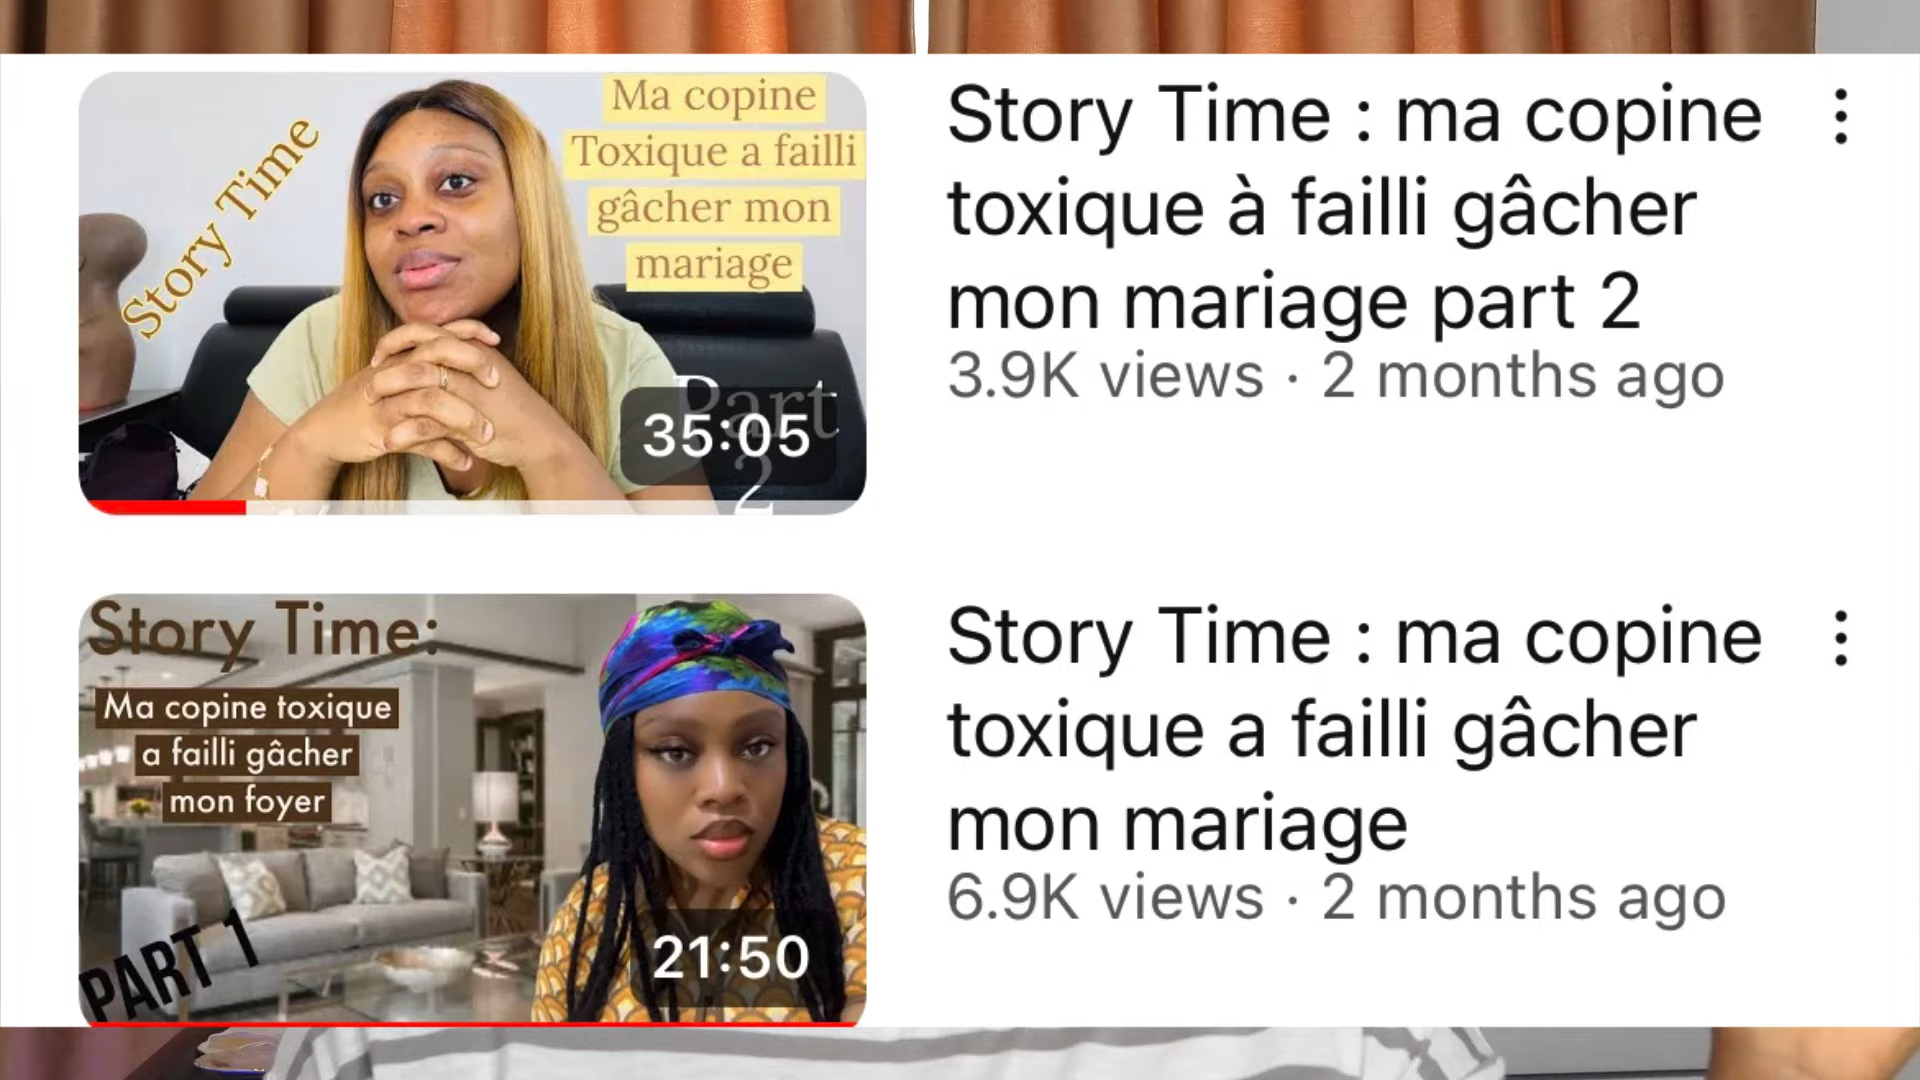 Story Time
Ma copine
Toxique a failli
gâcher mon
mariage
Part
2
35:05
Story Time : ma copine
toxique à failli gâcher
mon mariage part 2
3.9K views · 2 months ago
Story Time:
Ma copine toxique
a failli gâcher
mon foyer
PART 1
21:50
Story Time : ma copine
toxique a failli gâcher
mon mariage
6.9K views · 2 months ago